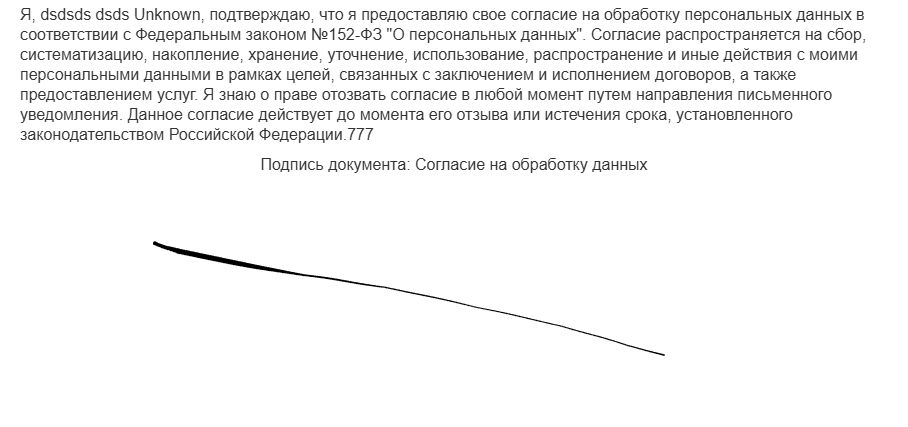 Я, dsdsds dsds Unknown, подтверждаю, что я предоставляю свое согласие на обработку персональных данных в
соответствии с Федеральным законом №152-ФЗ "О персональных данных". Согласие распространяется на сбор,
систематизацию, накопление, хранение, уточнение, использование, распространение и иные действия с моими
персональными данными в рамках целей, связанных с заключением и исполнением договоров, а также
предоставлением услуг. Я знаю о праве отозвать согласие в любой момент путем направления письменного
уведомления. Данное согласие действует до момента его отзыва или истечения срока, установленного
законодательством Российской Федерации.777
Подпись документа: Согласие на обработку данных